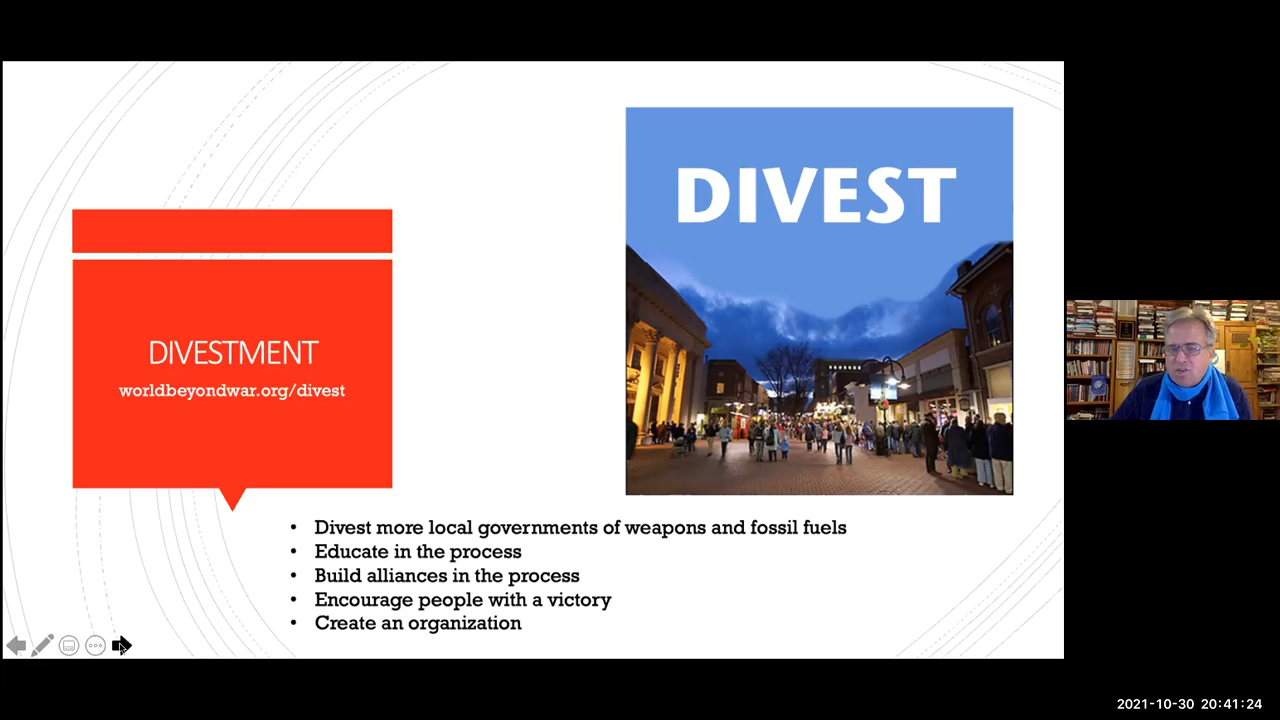 DIVEST
DIVESTMENT
worldbeyondwar.org/divest
• Divest more local governments of weapons and fossil fuels
• Educate in the process
• Build alliances in the process
• Encourage people with a victory
• Create an organization
2021-10-30 20:41:24